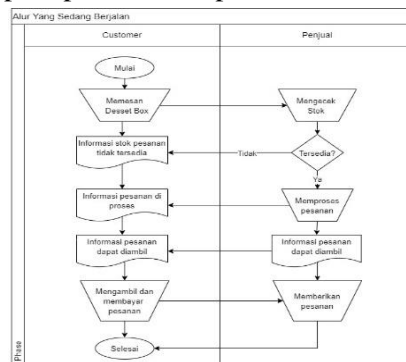 Alur Yang Sedang Berjalan
Customer
Penjual
Mulai
Memesan
Desset Box
Mengecek
Stok
Informasi stok pesanan
tidak tersedia
Tidak
Tersedia?
Ya
Informasi pesanan di
proses
Memproses
pesanan
Informasi pesanan
dapat diambil
Informasi pesanan
dapat diambil
Mengambil dan
membayar
pesanan
Memberikan
pesanan
Selesai
Phase